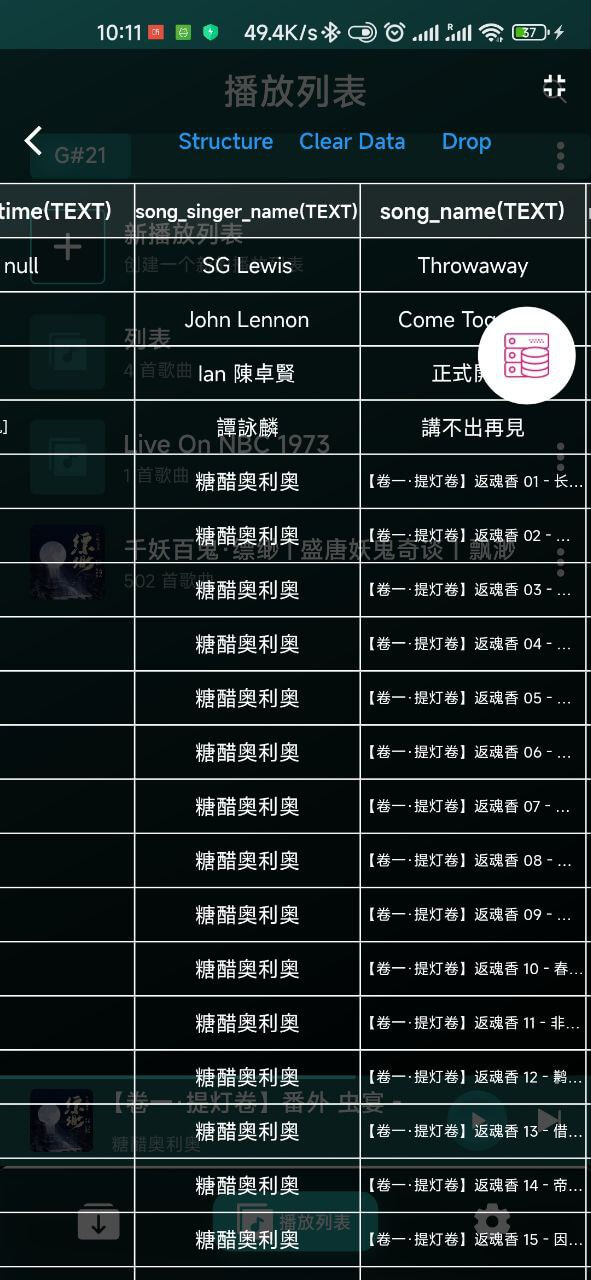 10:11 49.4K/s 37
播放列表
G#21 Structure Clear Data Drop
time(TEXT) song_singer_name(TEXT) song_name(TEXT)
新播放列表
null SG Lewis Throwaway
John Lennon Come Tog
列表
4 首歌曲
Ian 陳卓賢 正式開
譚詠麟 講不出再見
Live On NBC 1973
1 首歌曲
糖醋奥利奥 【卷一·提灯卷】返魂香 01 - 长...
糖醋奥利奥 【卷一·提灯卷】返魂香 02 - ...
千妖百鬼·缥缈丨盛唐妖鬼奇谈丨飘渺
502 首歌曲
糖醋奥利奥 【卷一·提灯卷】返魂香 03 - ...
糖醋奥利奥 【卷一·提灯卷】返魂香 04 - ...
糖醋奥利奥 【卷一·提灯卷】返魂香 05 - ...
糖醋奥利奥 【卷一·提灯卷】返魂香 06 - ...
糖醋奥利奥 【卷一·提灯卷】返魂香 07 - ...
糖醋奥利奥 【卷一·提灯卷】返魂香 08 - ...
糖醋奥利奥 【卷一·提灯卷】返魂香 09 - ...
糖醋奥利奥 【卷一·提灯卷】返魂香 10 - 春...
糖醋奥利奥 【卷一·提灯卷】返魂香 11 - 非...
糖醋奥利奥 【卷一·提灯卷】返魂香 12 - 鹣...
【卷一·提灯卷】番外 虫宴 -
糖醋奥利奥 【卷一·提灯卷】返魂香 13 - 借...
糖醋奥利奥
糖醋奥利奥 【卷一·提灯卷】返魂香 14 - 帝...
播放列表
糖醋奥利奥 【卷一·提灯卷】返魂香 15 - 因...